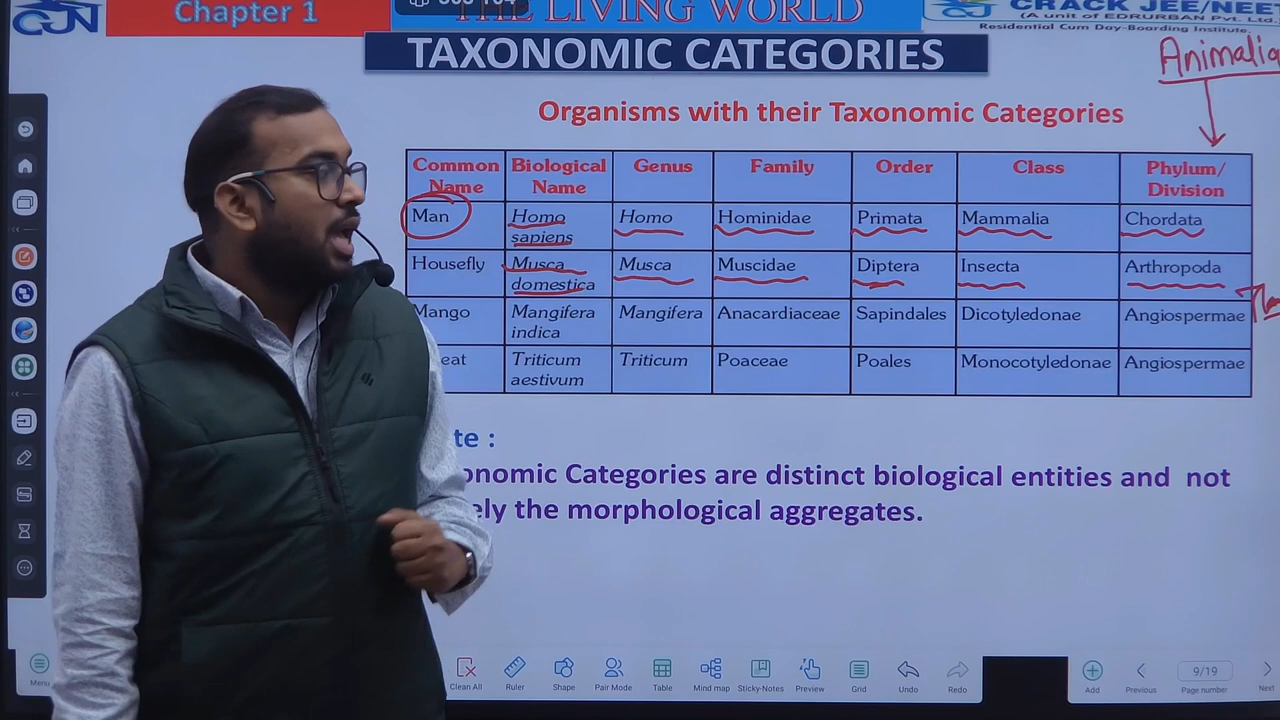 Chapter 1
THE LIVING WORLD
CRACK JEE/NEET
(A unit of EDRURBAN Pvt. Ltd.
Residential Cum Day-Boarding Institute.
TAXONOMIC CATEGORIES
Animalia
Organisms with their Taxonomic Categories
Common Name Biological Name Genus Family Order Class Phylum/ Division
Man Homo sapiens Homo Hominidae Primata Mammalia Chordata
Housefly Musca domestica Musca Muscidae Diptera Insecta Arthropoda
Mango Mangifera indica Mangifera Anacardiaceae Sapindales Dicotyledonae Angiospermae
eat Triticum aestivum Triticum Poaceae Poales Monocotyledonae Angiospermae
te :
onomic Categories are distinct biological entities and not
ely the morphological aggregates.
Menu Clean All Ruler Shape Pair Mode Table Mind map Sticky-Notes Preview Grid Undo Redo Add Previous 9/19 Page number Next